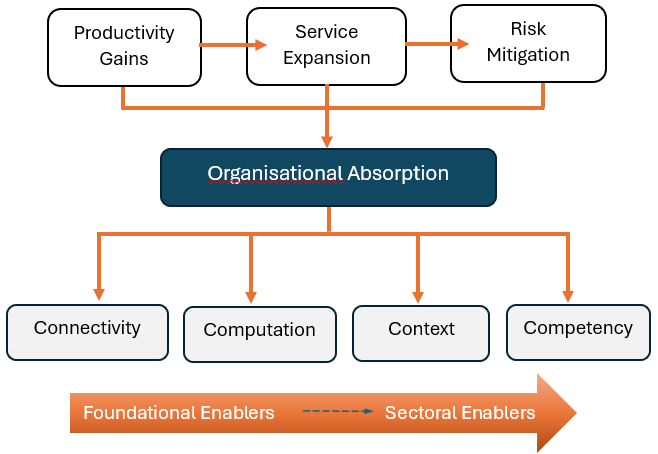 Productivity
Gains
Service
Expansion
Risk
Mitigation
Organisational Absorption
Connectivity
Computation
Context
Competency
Foundational Enablers
Sectoral Enablers